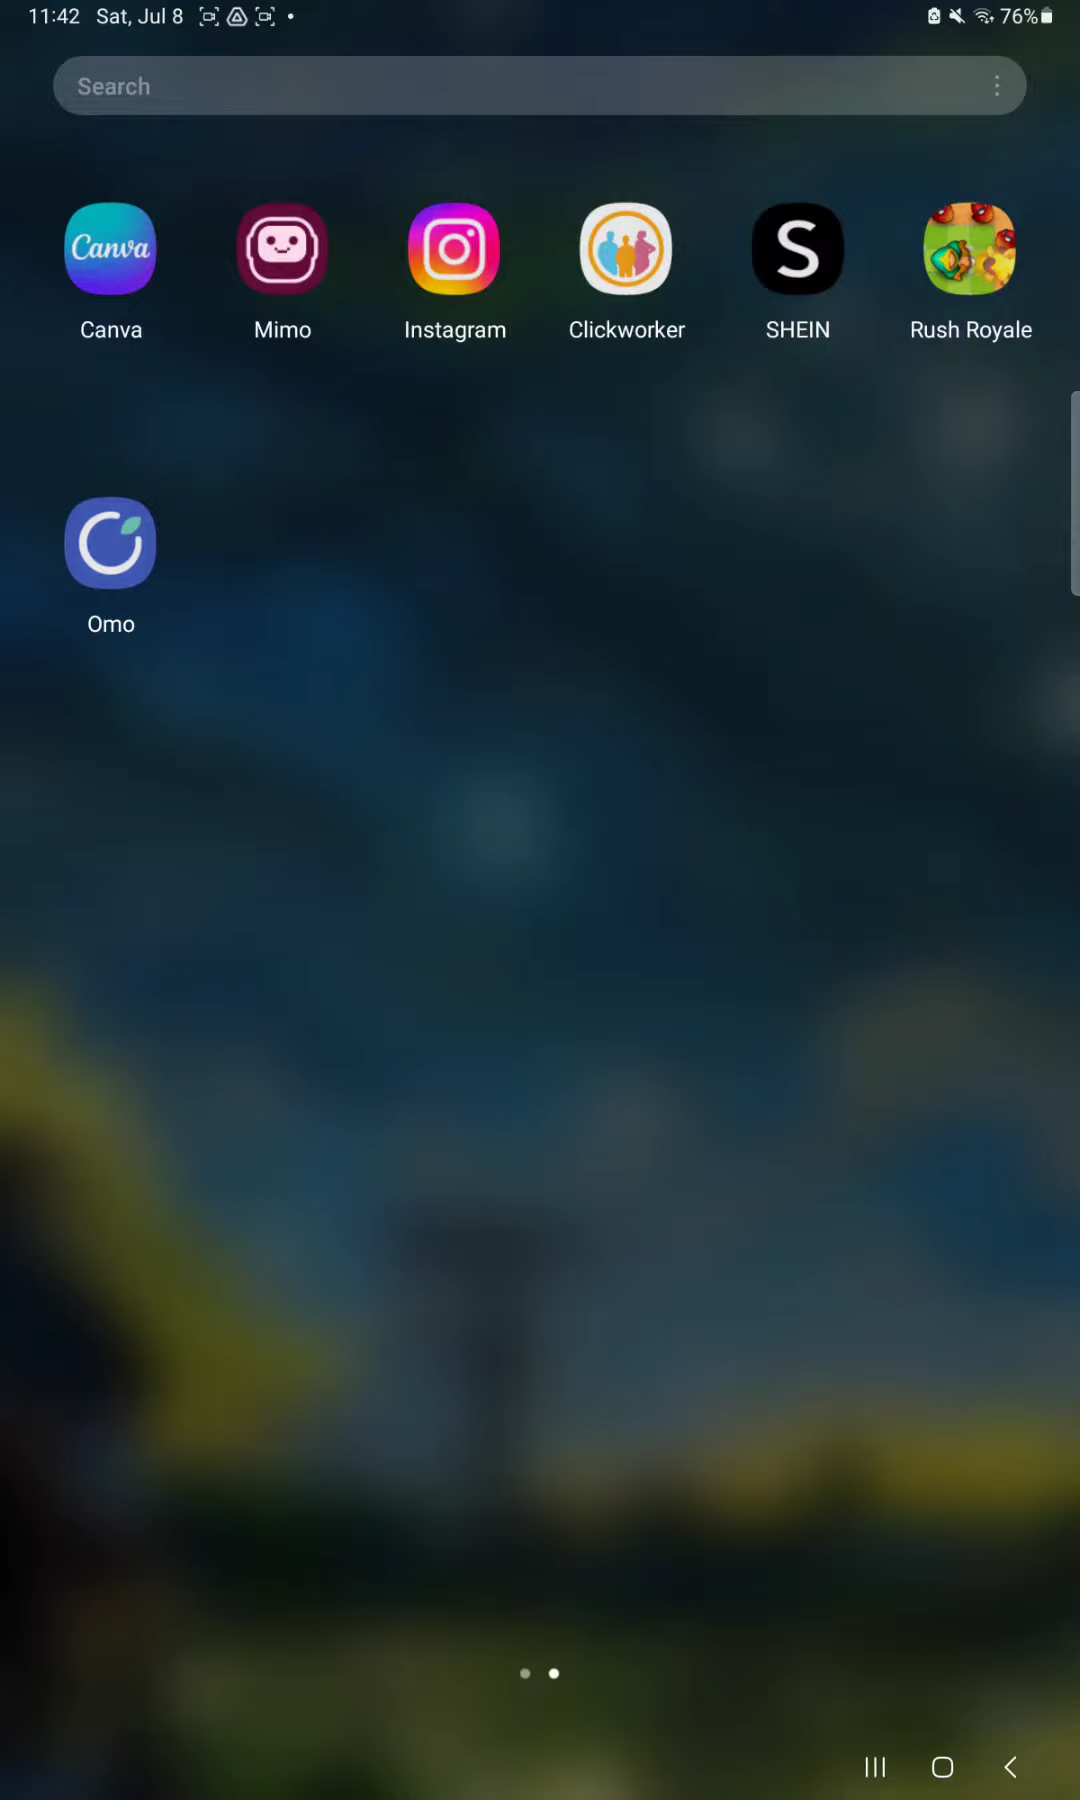 11:42 Sat, Jul 8 76%
Search
Canva
Canva Mimo Instagram Clickworker SHEIN Rush Royale
Omo